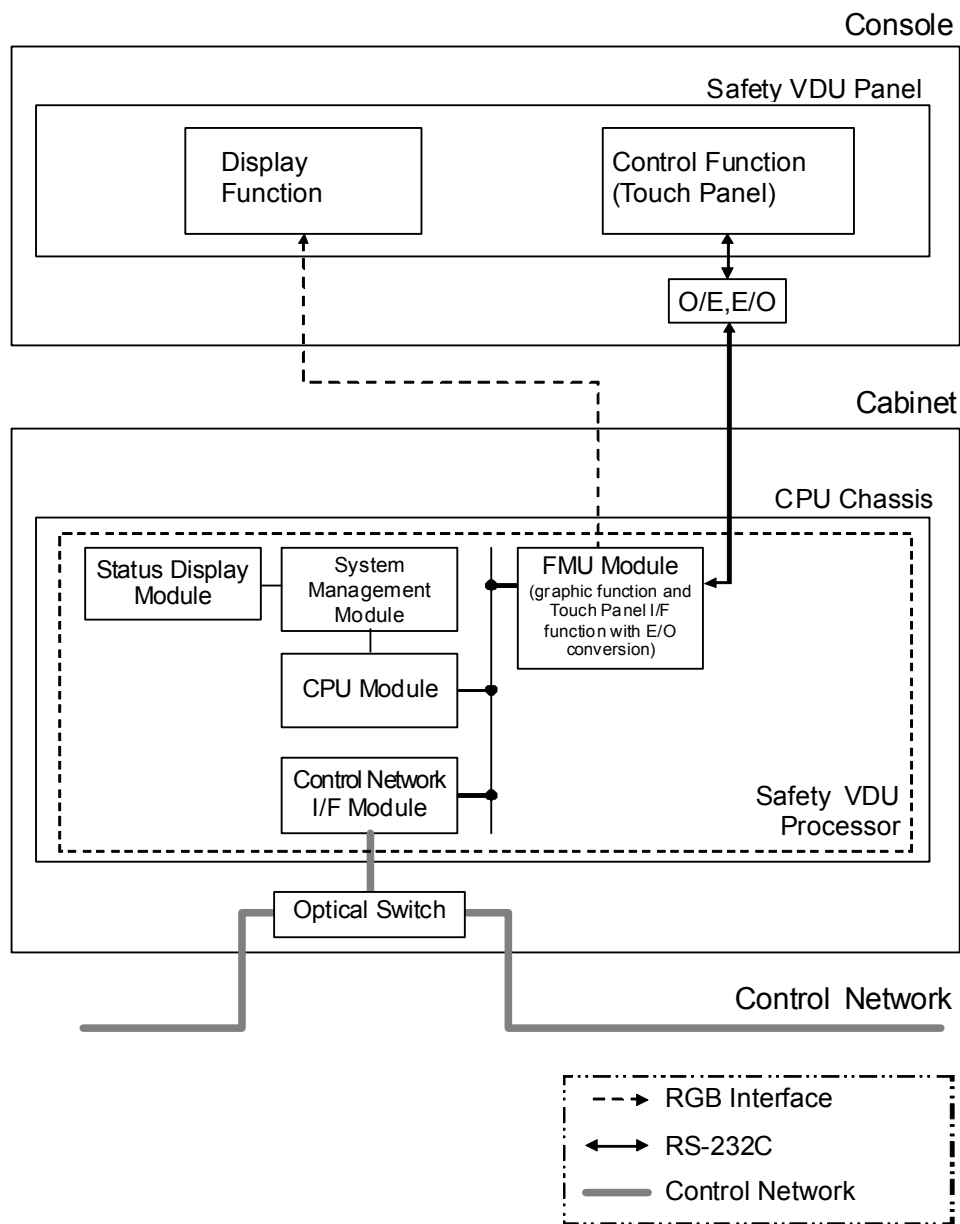 Console
Safety VDU Panel
Display
Function
Control Function
(Touch Panel)
O/E,E/O
Cabinet
CPU Chassis
Status Display
Module
System
Management
Module
FMU Module
(graphic function and
Touch Panel I/F
function with E/O
conversion)
CPU Module
Control Network
I/F Module
Safety VDU
Processor
Optical Switch
Control Network
RGB Interface
RS-232C
Control Network